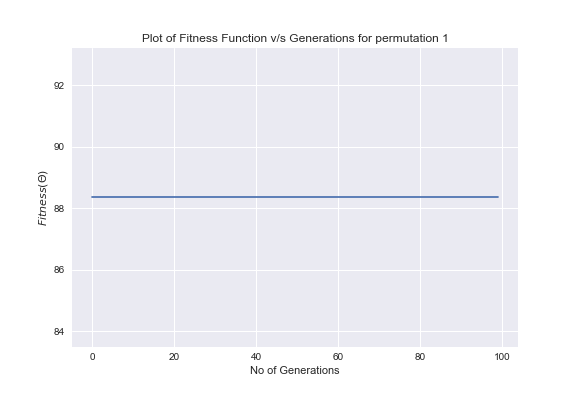 Plot of Fitness Function v/s Generations for permutation 1
Fitness(Θ)
92
90
88
86
84
0 20 40 60 80 100
No of Generations